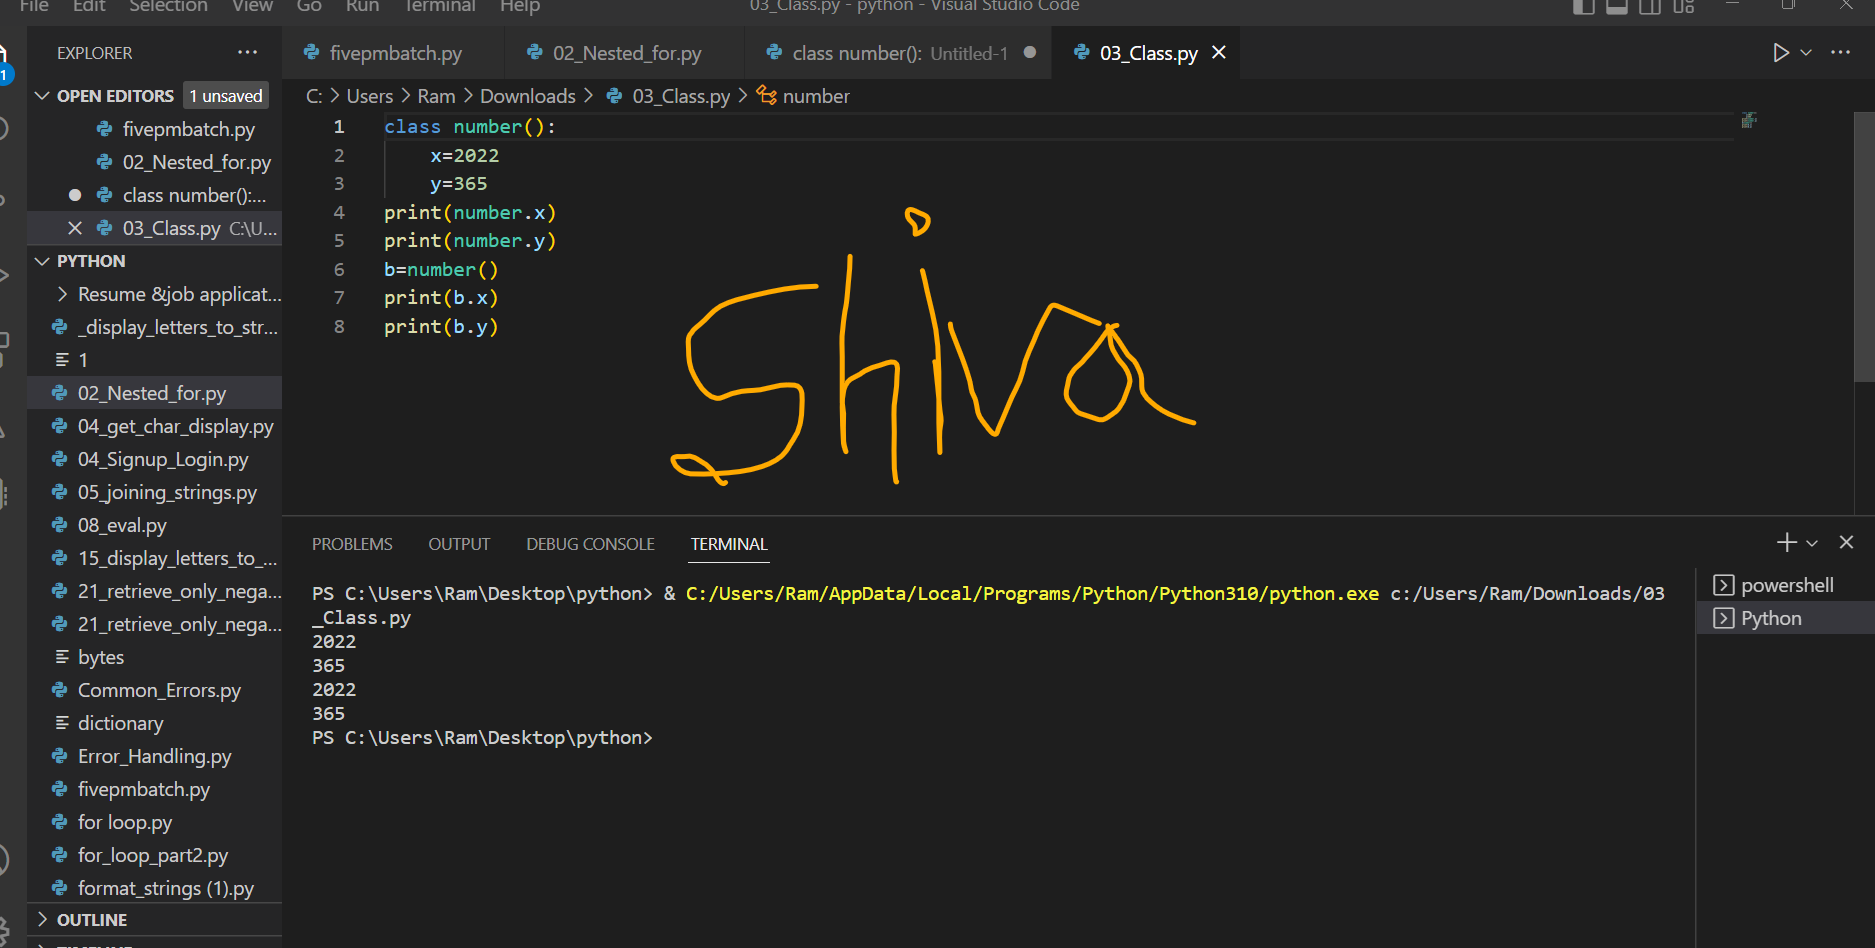 File Edit Selection View Go Run Terminal Help 03_Class.py - python - Visual Studio Code
EXPLORER ...
fivepmbatch.py 02_Nested_for.py class number(): Untitled-1 ● 03_Class.py ×
OPEN EDITORS 1 unsaved
fivepmbatch.py
02_Nested_for.py
● class number():...
× 03_Class.py C:\U...
PYTHON
> Resume &job applicat...
_display_letters_to_str...
1
02_Nested_for.py
04_get_char_display.py
04_Signup_Login.py
05_joining_strings.py
08_eval.py
15_display_letters_to_...
21_retrieve_only_nega...
21_retrieve_only_nega...
bytes
Common_Errors.py
dictionary
Error_Handling.py
fivepmbatch.py
for loop.py
for_loop_part2.py
format_strings (1).py
> OUTLINE
1
C: > Users > Ram > Downloads > 03_Class.py > number
1 class number():
2 x=2022
3 y=365
4 print(number.x)
5 print(number.y)
6 b=number()
7 print(b.x)
8 print(b.y)
Shiva
PROBLEMS OUTPUT DEBUG CONSOLE TERMINAL
PS C:\Users\Ram\Desktop\python> & C:/Users/Ram/AppData/Local/Programs/Python/Python310/python.exe c:/Users/Ram/Downloads/03
_Class.py
2022
365
2022
365
PS C:\Users\Ram\Desktop\python>
powershell
Python